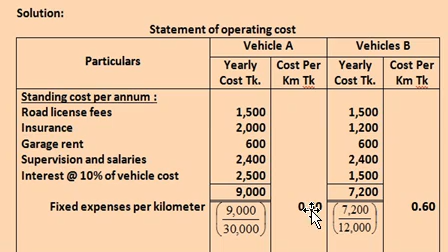 Solution:
Statement of operating cost
Particulars Vehicle A Vehicles B
Yearly Cost Tk. Cost Per Km Tk Yearly Cost Tk. Cost Per Km Tk
Standing cost per annum :
Road license fees 1,500 1,500
Insurance 2,000 1,200
Garage rent 600 600
Supervision and salaries 2,400 2,400
Interest @ 10% of vehicle cost 2,500 1,500
9,000 7,200
Fixed expenses per kilometer (9,000/30,000) (7,200/12,000) 0.60